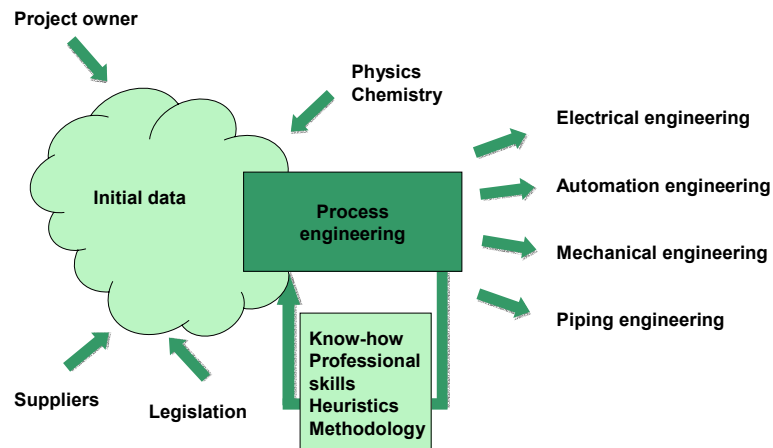 Project owner
Physics
Chemistry
Electrical engineering
Initial data
Automation engineering
Process
engineering
Mechanical engineering
Piping engineering
Know-how
Professional
skills
Heuristics
Methodology
Suppliers
Legislation